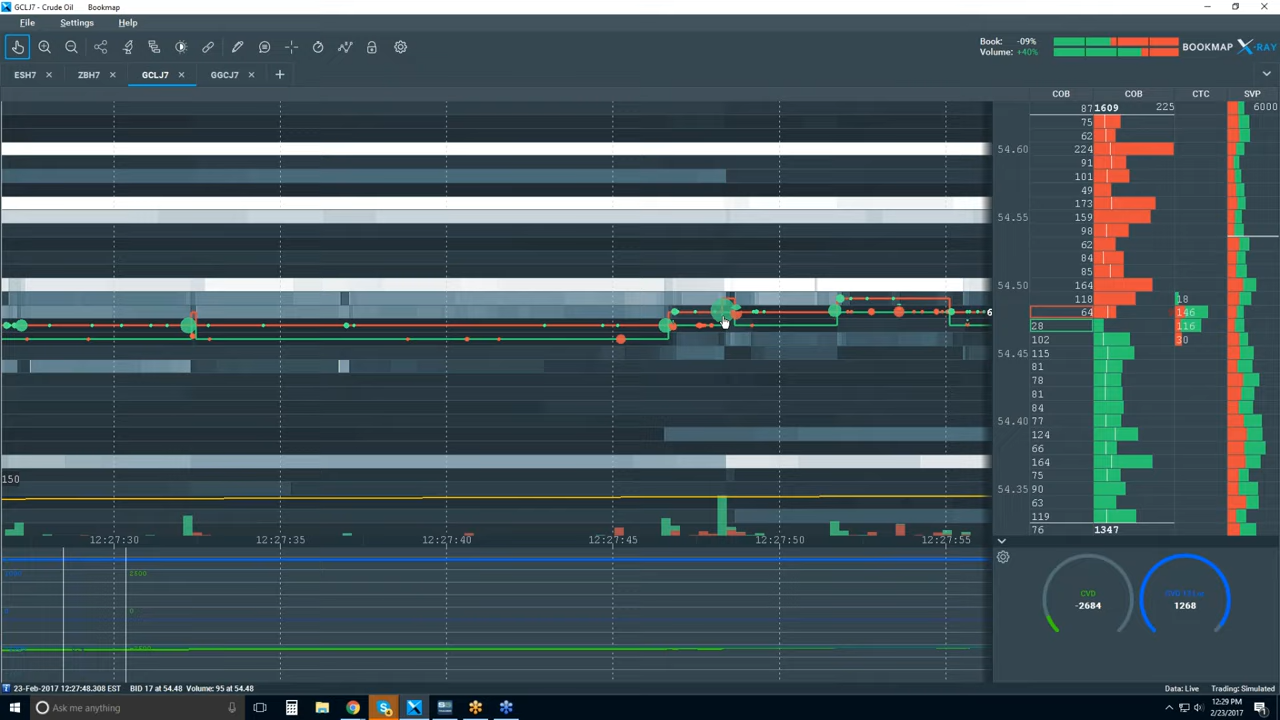 GCLJ7 - Crude Oil Bookmap
File Settings Help
Book: -09%
Volume: +40%
BOOKMAP X-RAY
ESH7 ZBH7 GCLJ7 GGCJ7
COB COB CTC SVP
87 1609 225 6000
75
62
54.60 224
91
101
49
173
54.55 159
98
62
84
85
54.50 164
118 18
6 64 146
28 116
102 30
54.45 115
81
78
81
84
54.40 77
124
66
164
75
150
54.35 90
63
119
76 1347
12:27:30 12:27:35 12:27:40 12:27:45 12:27:50 12:27:55
2500
0
CVD
-2684
1268
23-Feb-2017 12:27:48.308 EST BID 17 at 54.48 Volume: 95 at 54.48
Data: Live Trading: Simulated
Ask me anything
12:29 PM
2/23/2017